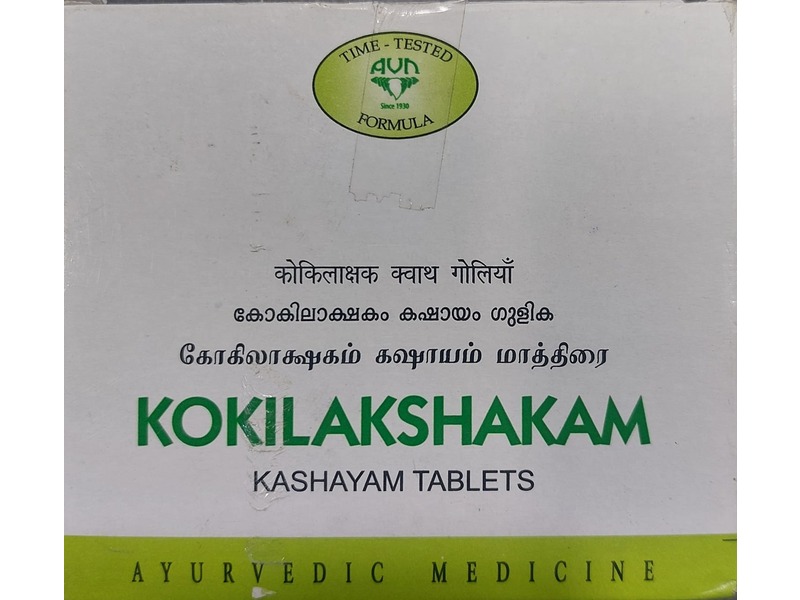 TIME - TESTED
AVN
Since 1930
FORMULA
कोकिलाक्षक क्वाथ गोलियाँ
കോകിലാക്ഷകം കഷായം ഗുളിക
கோகிலாக்ஷகம் கஷாயம் மாத்திரை
KOKILAKSHAKAM
KASHAYAM TABLETS
AYURVEDIC MEDICINE